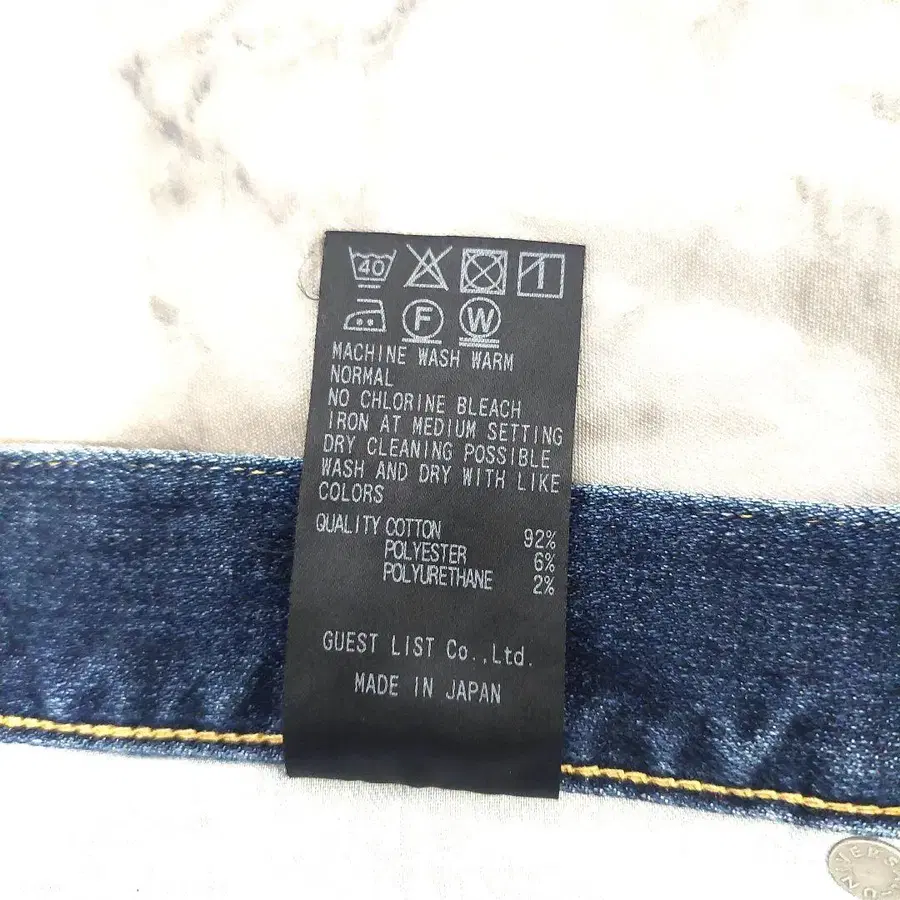 40
F W
MACHINE WASH WARM
NORMAL
NO CHLORINE BLEACH
IRON AT MEDIUM SETTING
DRY CLEANING POSSIBLE
WASH AND DRY WITH LIKE
COLORS
QUALITY COTTON 92%
POLYESTER 6%
POLYURETHANE 2%
GUEST LIST Co.,Ltd.
MADE IN JAPAN